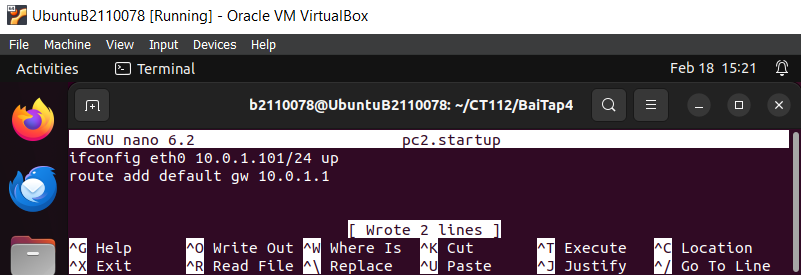 UbuntuB2110078 [Running] - Oracle VM VirtualBox
File Machine View Input Devices Help
Activities Terminal Feb 18 15:21
b2110078@UbuntuB2110078: ~/CT112/BaiTap4
GNU nano 6.2 pc2.startup
ifconfig eth0 10.0.1.101/24 up
route add default gw 10.0.1.1
[ Wrote 2 lines ]
^G Help ^O Write Out ^W Where Is ^K Cut ^T Execute ^C Location
^X Exit ^R Read File ^\ Replace ^U Paste ^J Justify ^/ Go To Line